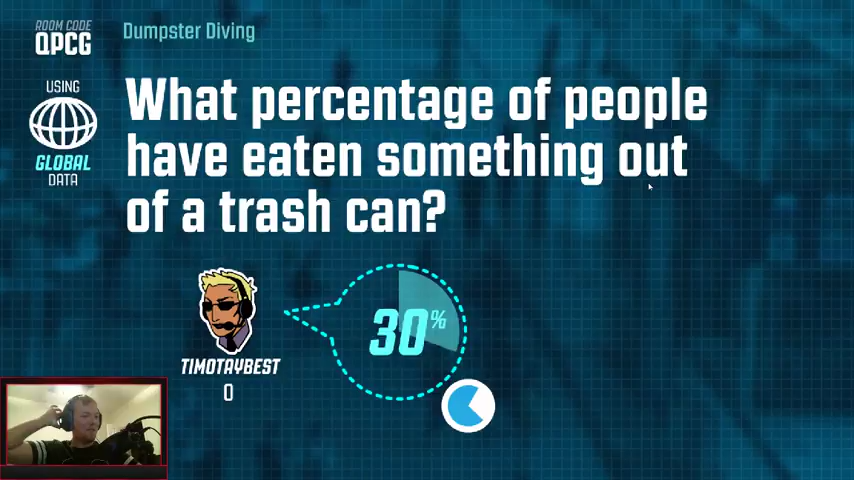 ROOM CODE
QPCG
Dumpster Diving
USING
GLOBAL
DATA
What percentage of people
have eaten something out
of a trash can?
30%
TIMOTAYBEST
0